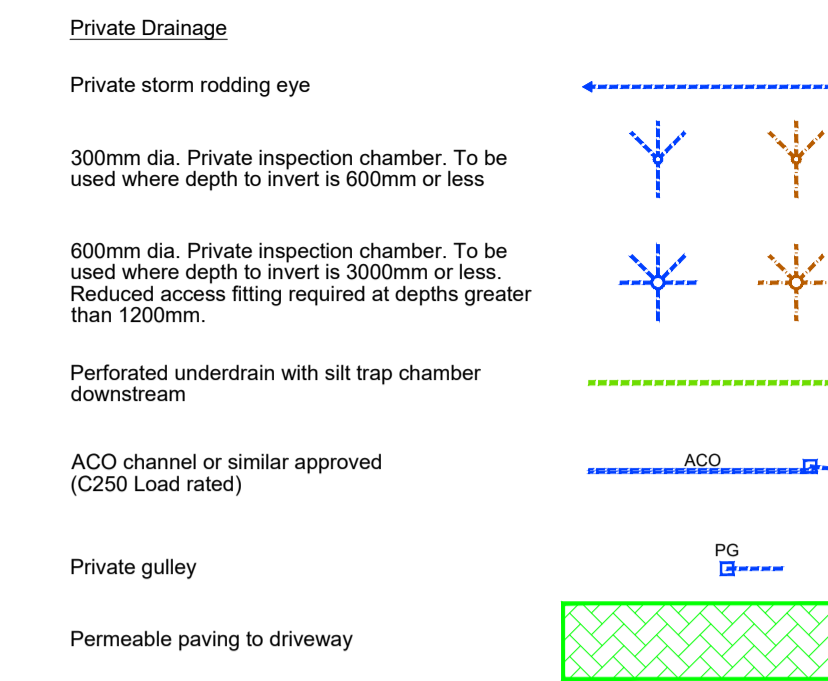 Private Drainage
Private storm rodding eye
300mm dia. Private inspection chamber. To be
used where depth to invert is 600mm or less
600mm dia. Private inspection chamber. To be
used where depth to invert is 3000mm or less.
Reduced access fitting required at depths greater
than 1200mm.
Perforated underdrain with silt trap chamber
downstream
ACO channel or similar approved
(C250 Load rated)
ACO
Private gulley
PG
Permeable paving to driveway